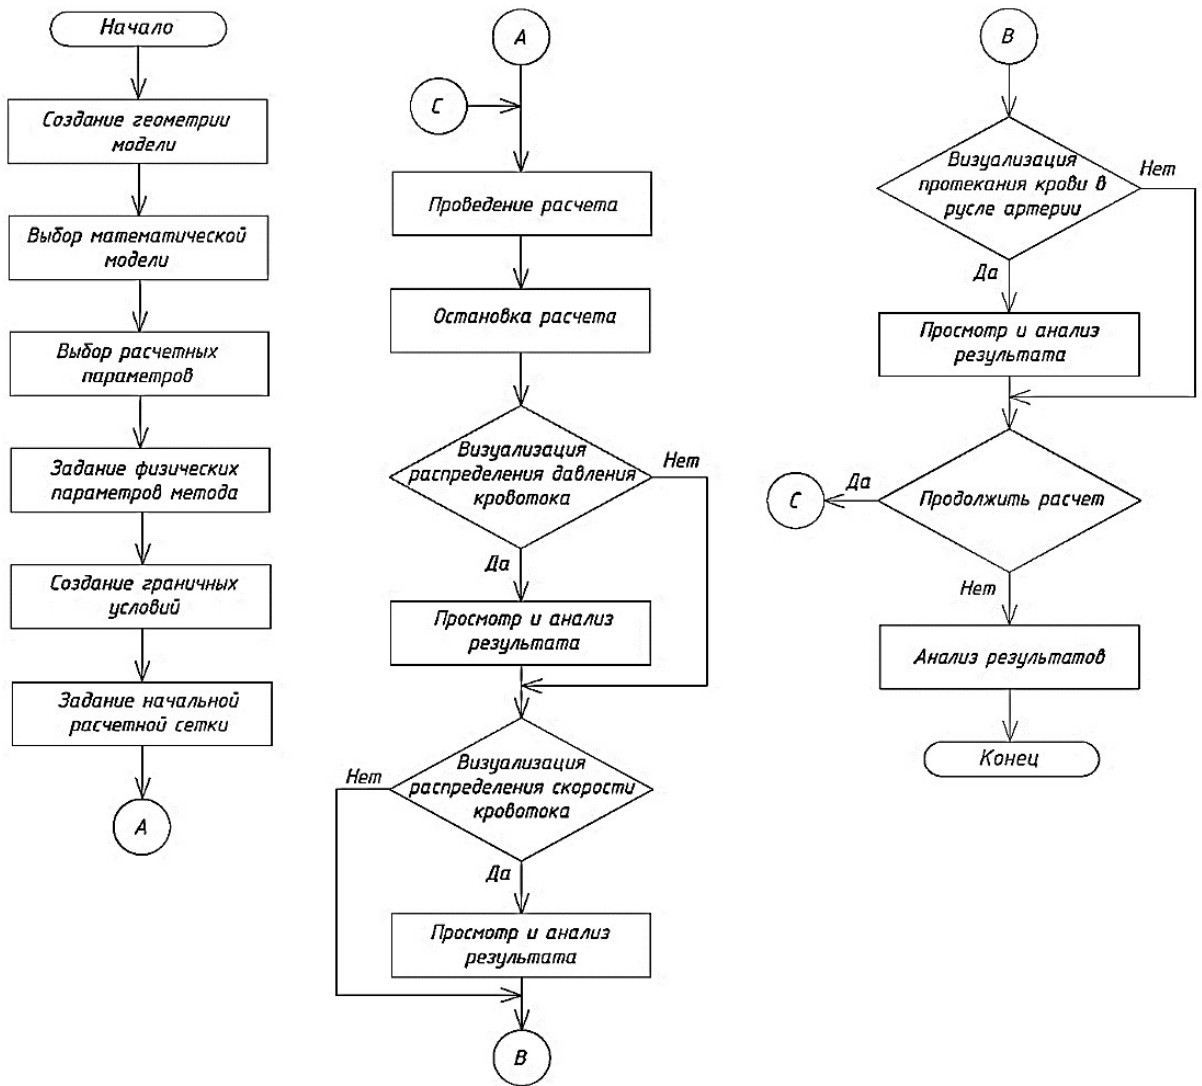 Начало
Создание геометрии
модели
Выбор математической
модели
Выбор расчетных
параметров
Задание физических
параметров метода
Создание граничных
условий
Задание начальной
расчетной сетки
А
А
С
Проведение расчета
Остановка расчета
Визуализация
распределения давления
кровотока
Нет
Да
Просмотр и анализ
результата
Визуализация
распределения скорости
кровотока
Нет
Да
Просмотр и анализ
результата
В
В
Визуализация
протекания крови в
русле артерии
Нет
Да
Просмотр и анализ
результата
Продолжить расчет
Да
С
Нет
Анализ результатов
Конец